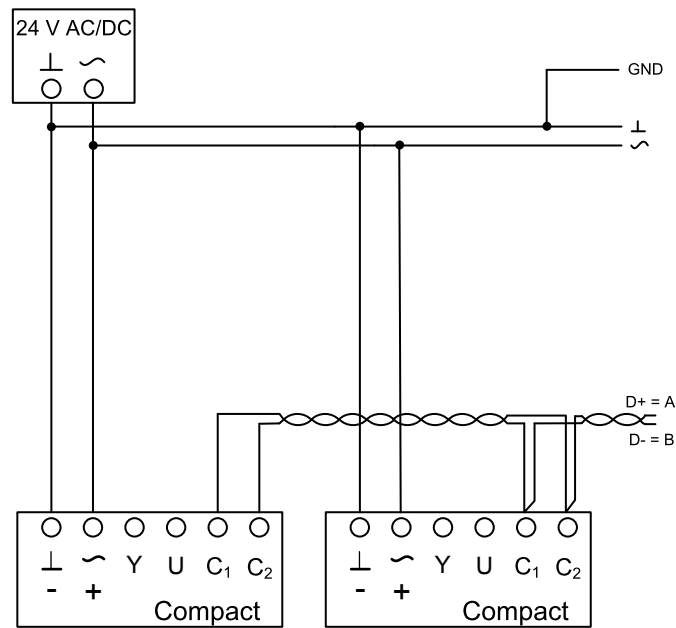 24 V AC/DC
⊥ ~
GND
⊥
~
D+ = A
D- = B
⊥ ~ Y U C₁ C₂
- +
Compact
⊥ ~ Y U C₁ C₂
- +
Compact